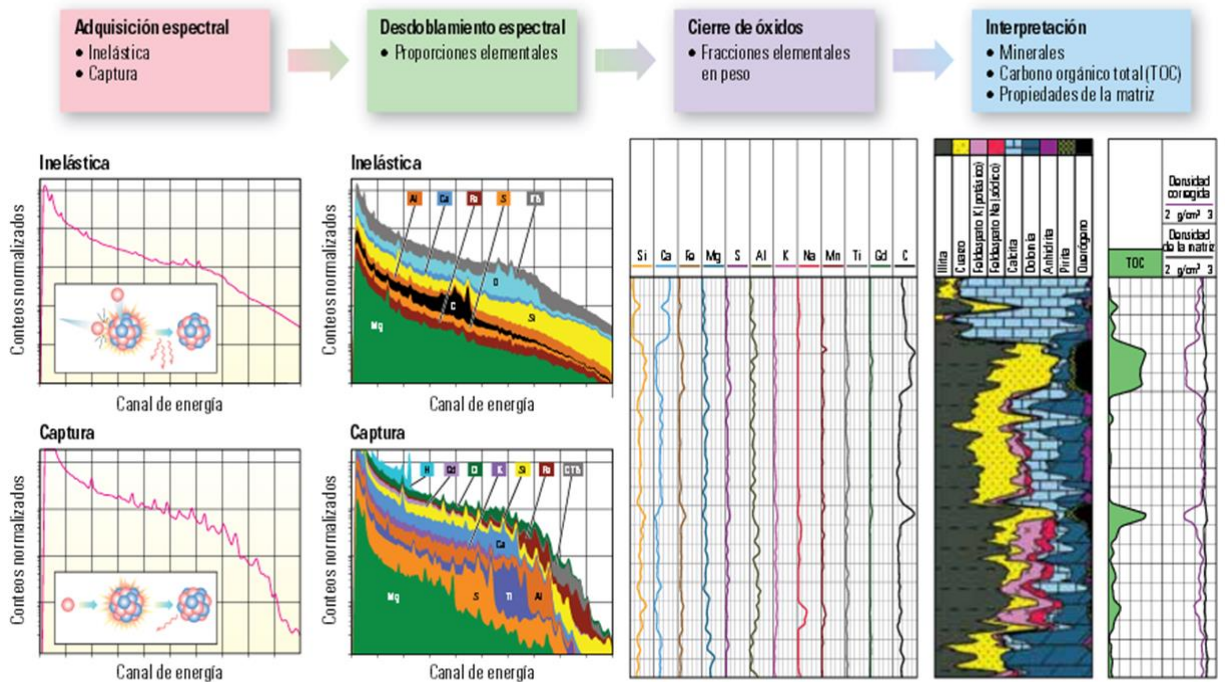 Adquisición espectral
• Inelástica
• Captura
Desdoblamiento espectral
• Proporciones elementales
Cierre de óxidos
• Fracciones elementales
en peso
Interpretación
• Minerales
• Carbono orgánico total (TOC)
• Propiedades de la matriz
Inelástica
Conteos normalizados
Canal de energía
Inelástica
Al
Ca
Fe
S
ITb
O
C
Si
Mg
Conteos normalizados
Canal de energía
Captura
Conteos normalizados
Canal de energía
Captura
H
Gd
Cl
K
Si
Fe
CTb
Ca
Mg
S
Ti
Al
Conteos normalizados
Canal de energía
Si
Ca
Fe
Mg
S
Al
K
Na
Mn
Ti
Gd
C
Illita
Cuarzo
Feldespato K (potásico)
Feldespato Na (sódico)
Calcita
Dolomía
Anhidrita
Pirita
Querógeno
TOC
Densidad
corregida
2 g/cm³ 3
Densidad
de la matriz
2 g/cm³ 3